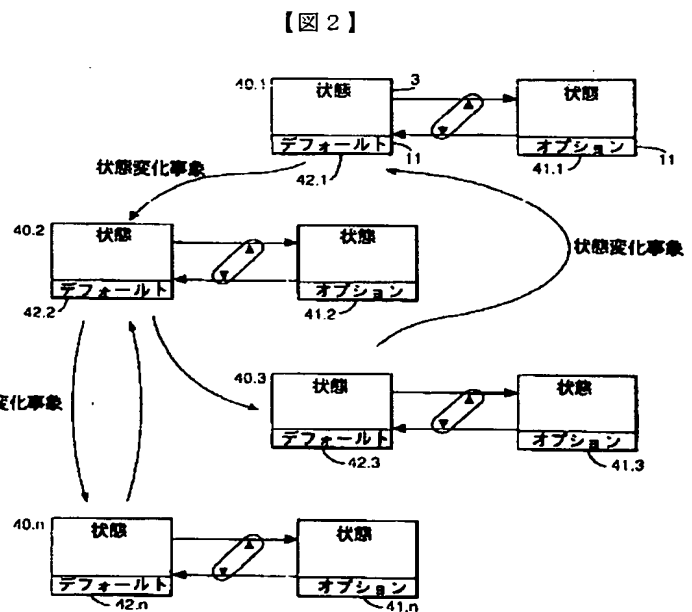 【図2】
40.1
状態
3
状態
デフォールト
11
オプション
11
42.1
41.1
状態変化事象
40.2
状態
状態
状態変化事象
デフォールト
オプション
42.2
41.2
40.3
状態
状態
変化事象
デフォールト
オプション
42.3
41.3
40.n
状態
状態
デフォールト
オプション
42.n
41.n